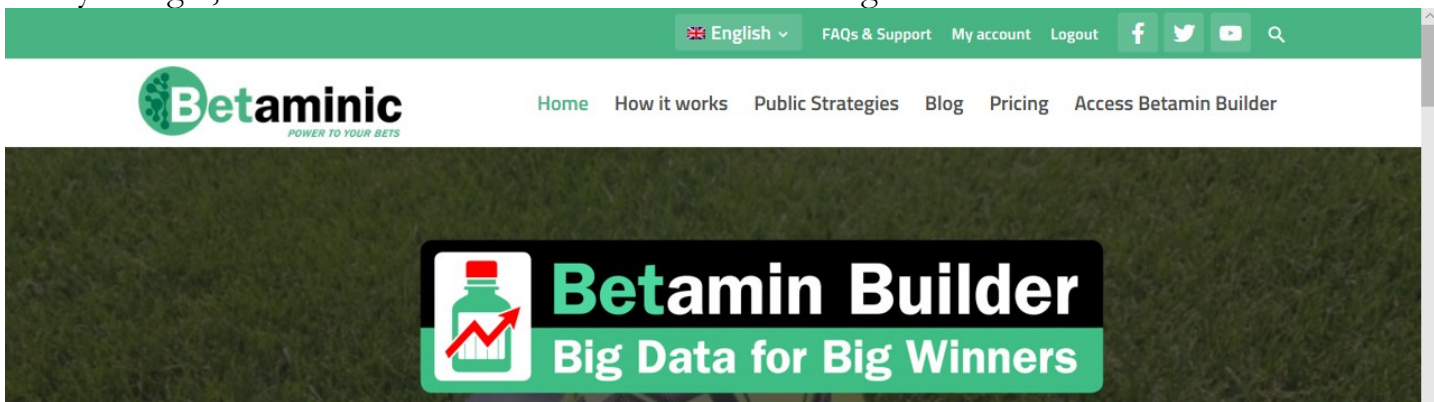 English
FAQs & Support My account Logout
Betaminic
POWER TO YOUR BETS
Home How it works Public Strategies Blog Pricing Access Betamin Builder
Betamin Builder
Big Data for Big Winners